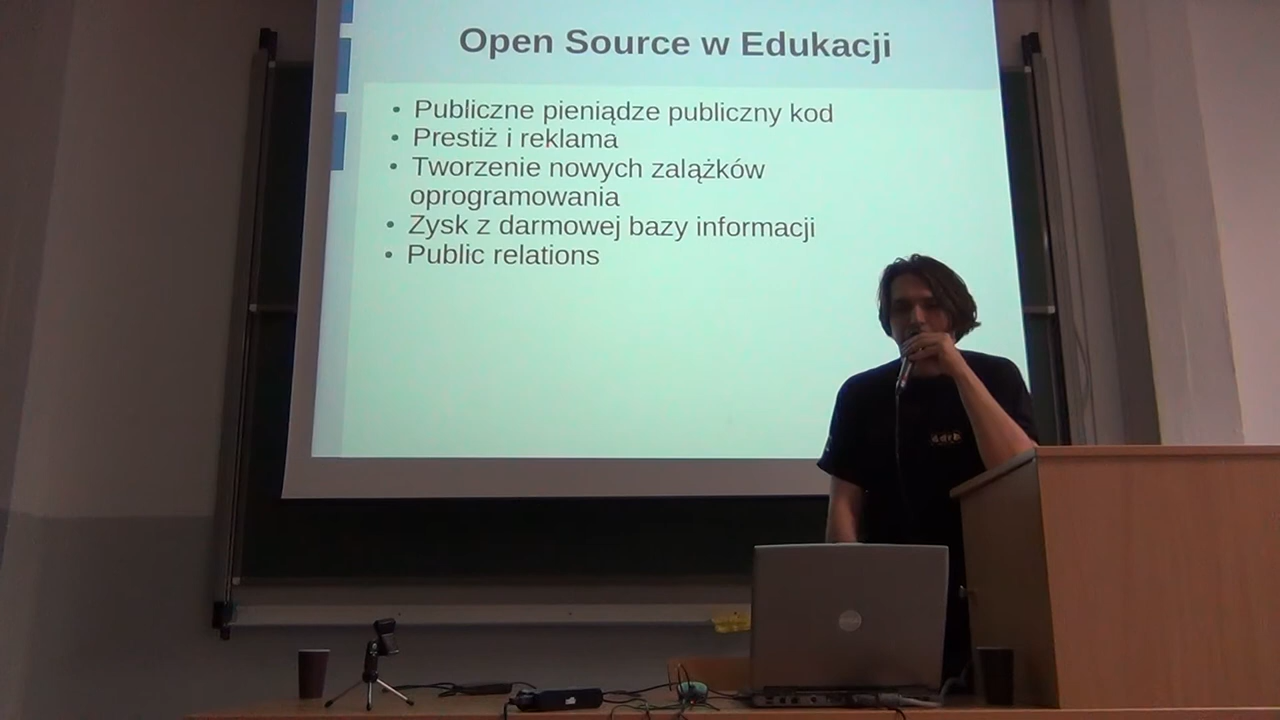 Open Source w Edukacji
• Publiczne pieniądze publiczny kod
• Prestiż i reklama
• Tworzenie nowych zalążków
oprogramowania
• Zysk z darmowej bazy informacji
• Public relations